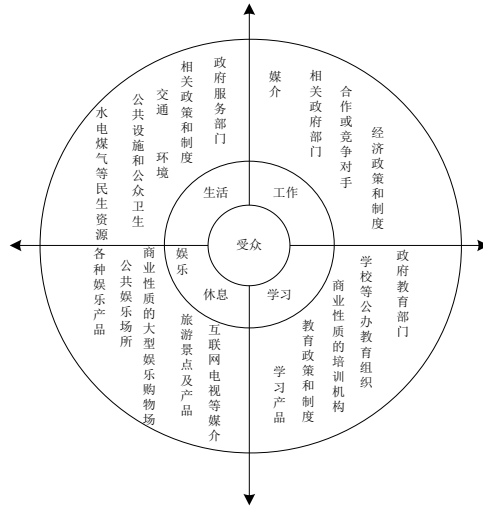 水电煤气等民生资源
公共设施和公众卫生
交通 环境
相关政策和制度
政府服务部门
媒介
相关政府部门
合作或竞争对手
经济政策和制度
生活
工作
受众
娱乐
休息
学习
各种娱乐产品
公共娱乐场所
商业性质的大型娱乐购物场
旅游景点及产品
互联网电视等媒介
学习产品
教育政策和制度
商业性质的培训机构
学校等公办教育组织
政府教育部门